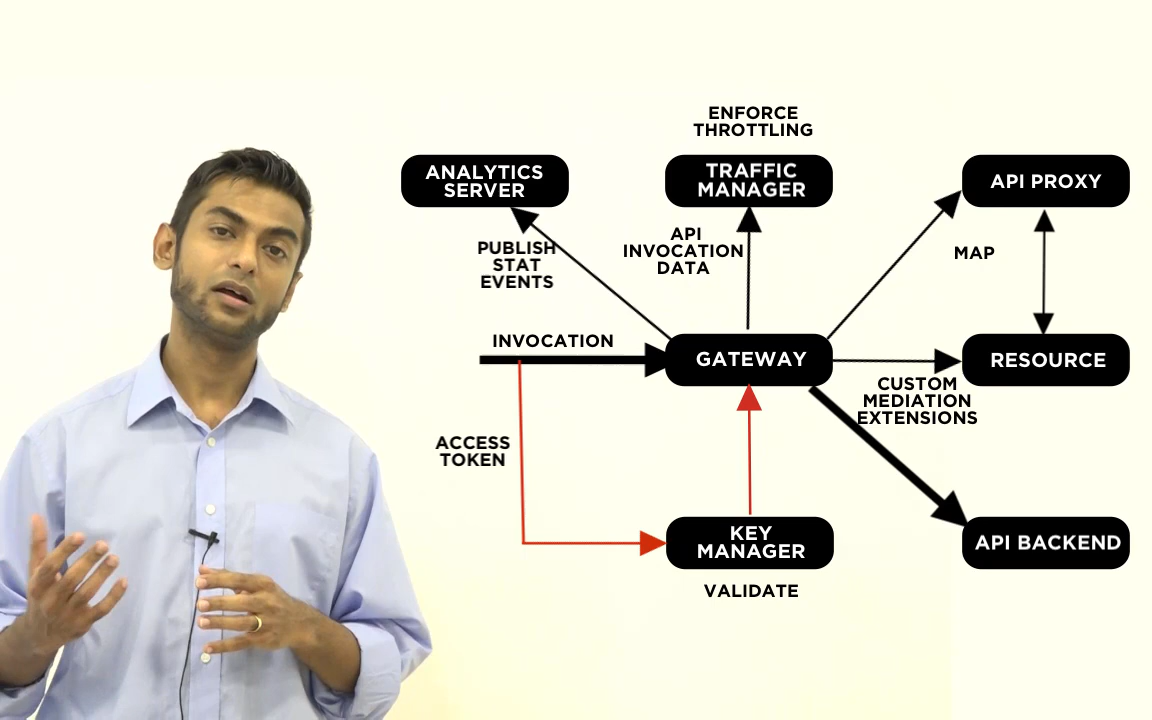 ENFORCE
THROTTLING
ANALYTICS
SERVER
TRAFFIC
MANAGER
API PROXY
PUBLISH
STAT
EVENTS
API
INVOCATION
DATA
MAP
INVOCATION
GATEWAY
RESOURCE
CUSTOM
MEDIATION
EXTENSIONS
ACCESS
TOKEN
KEY
MANAGER
API BACKEND
VALIDATE